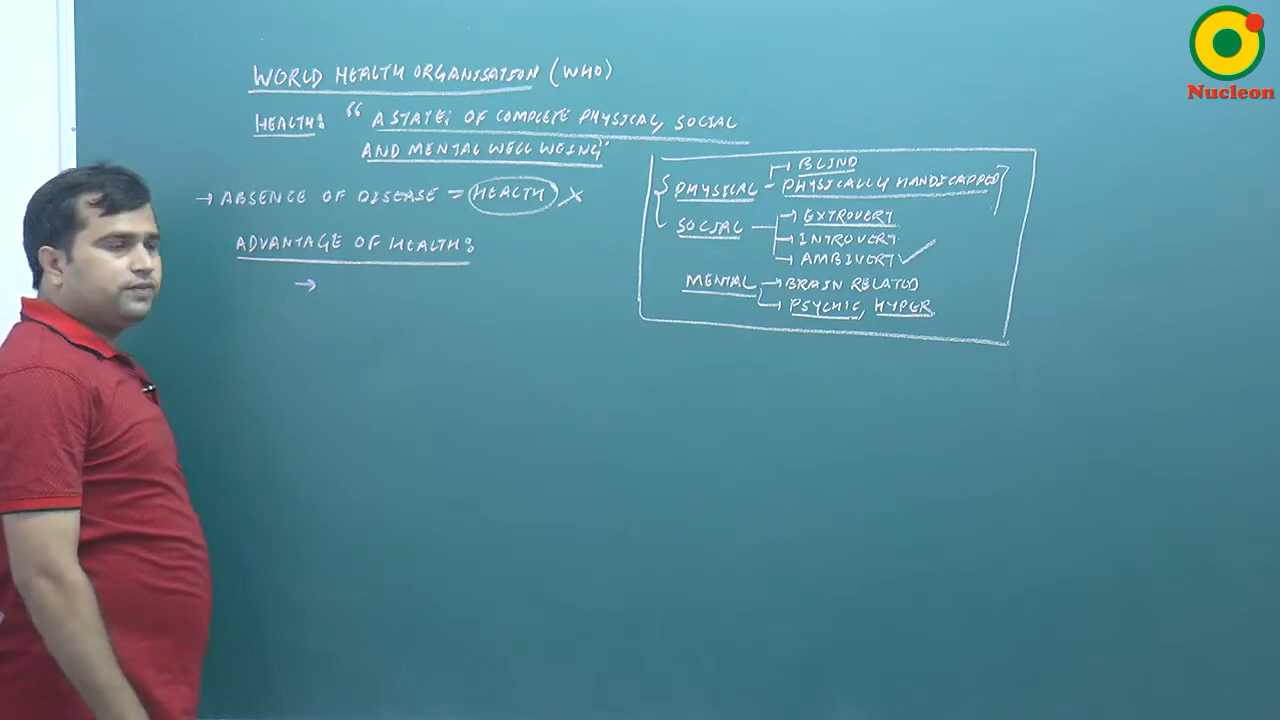 Nucleon
WORLD HEALTH ORGANISATION (WHO)
HEALTH: "A STATE: OF COMPLETE PHYSICAL, SOCIAL
AND MENTAL WELL WEING"
→ ABSENCE OF DISEASE = HEALTH X
ADVANTAGE OF HEALTH:
→
→ BLIND
PHYSICAL - PHYSICALLY HANDICAPPED
SOCIAL → EXTROVERT
→ INTROVERT
→ AMBIVERT ✓
MENTAL → BRAIN RELATED
→ PSYCHIC, HYPER